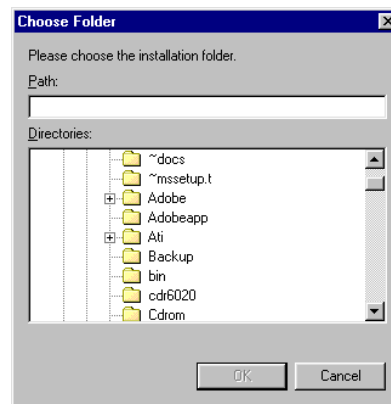 Choose Folder
Please choose the installation folder.
Path:
Directories:
~docs
~mssetup.t
Adobe
Adobeapp
Ati
Backup
bin
cdr6020
Cdrom
OK
Cancel